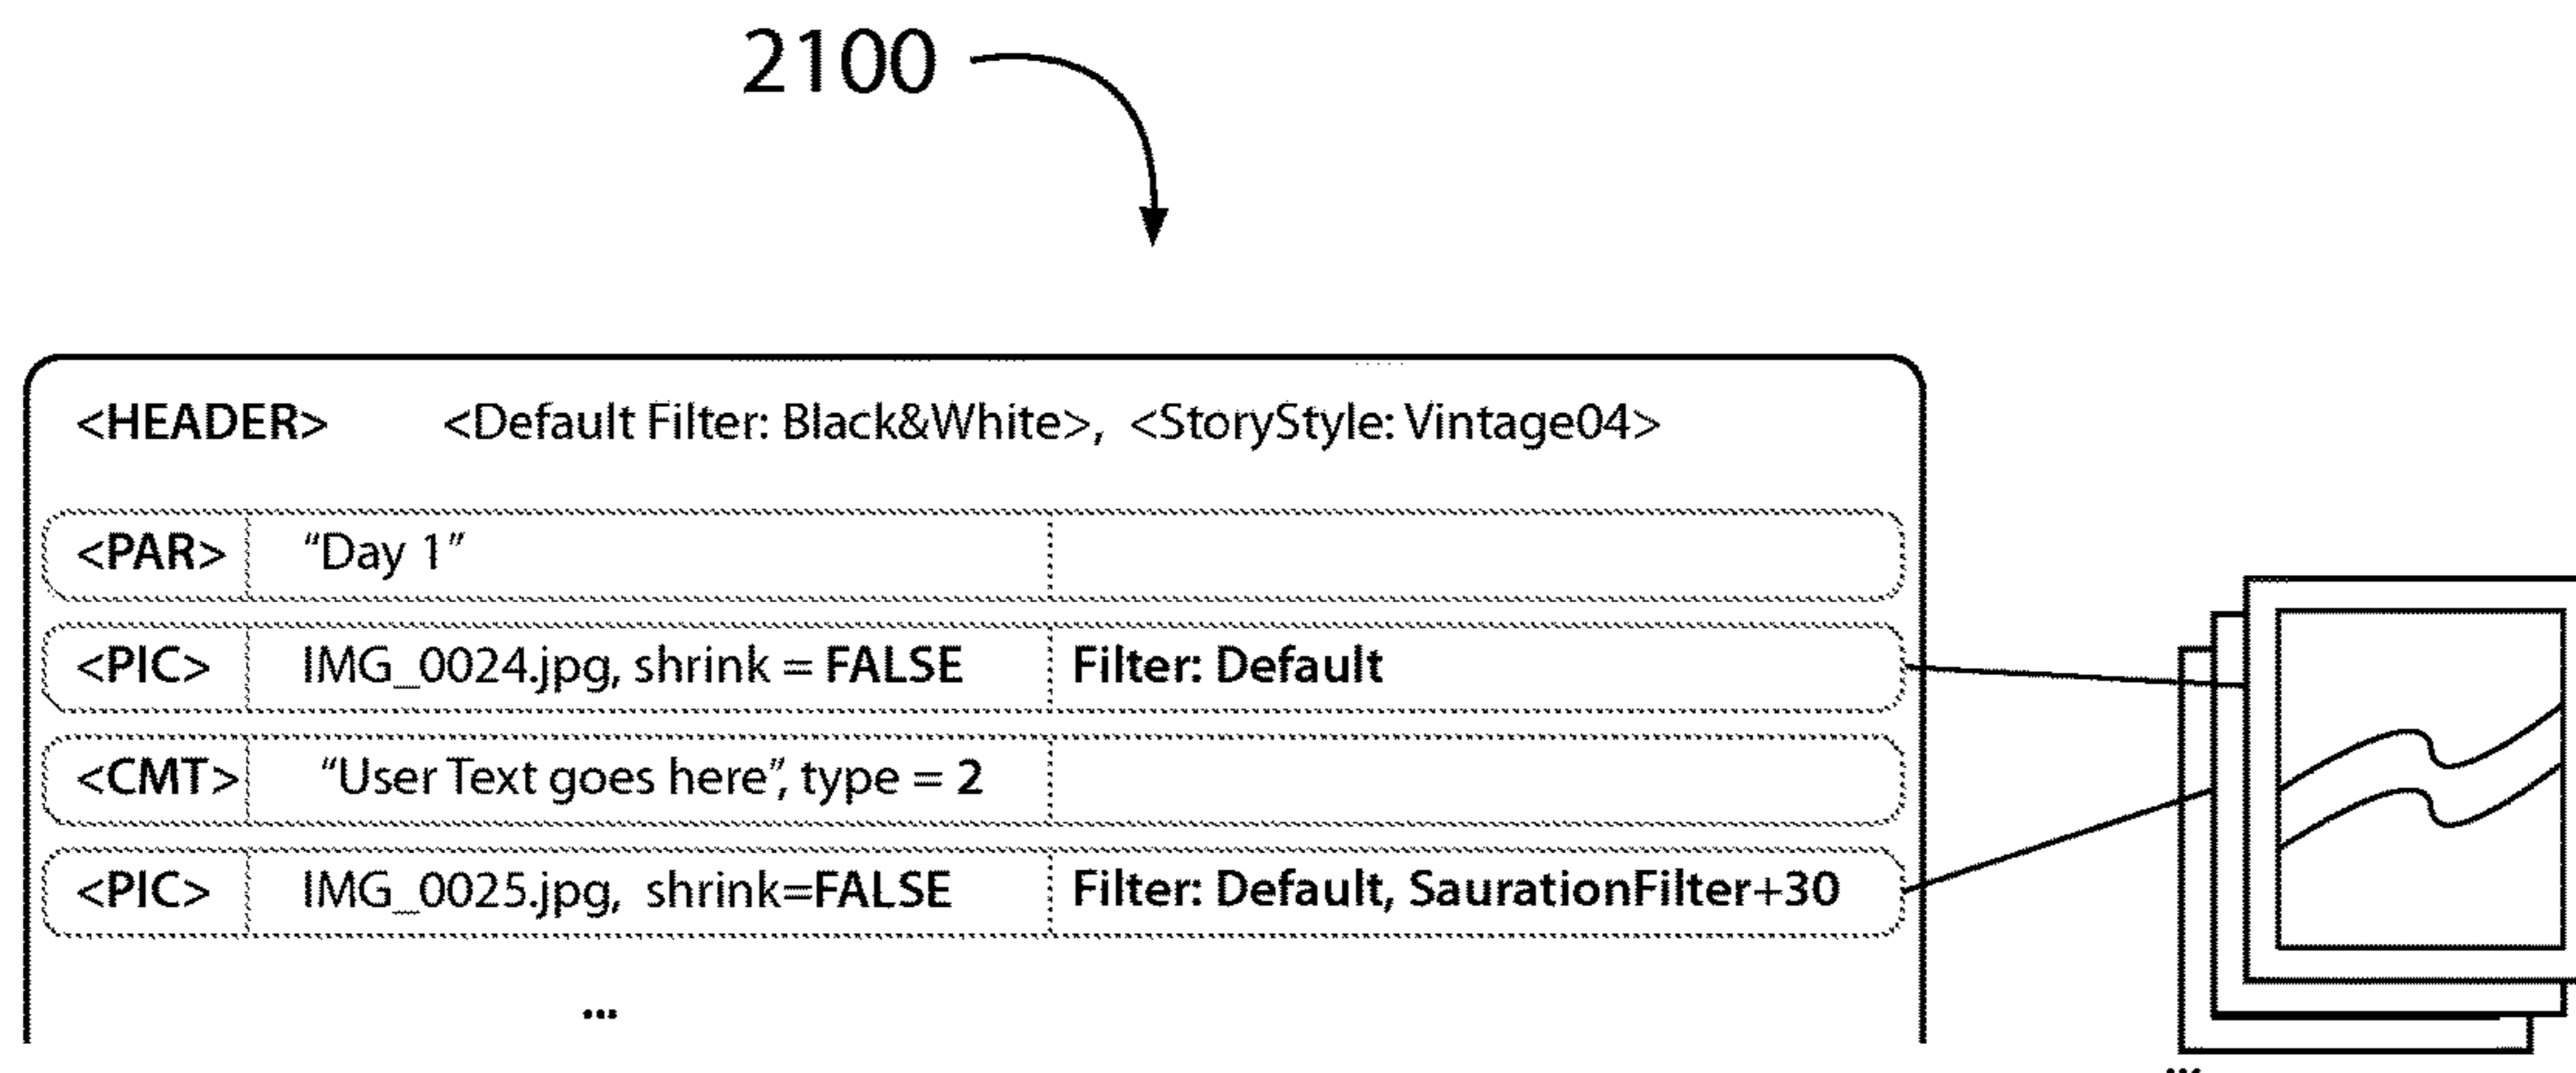 2100
<HEADER> <Default Filter: Black&White>, <StoryStyle: Vintage04>
<PAR> “Day 1”
<PIC> IMG_0024.jpg, shrink = FALSE Filter: Default
<CMT> “User Text goes here”, type = 2
<PIC> IMG_0025.jpg, shrink=FALSE Filter: Default, SaurationFilter+30
...
...